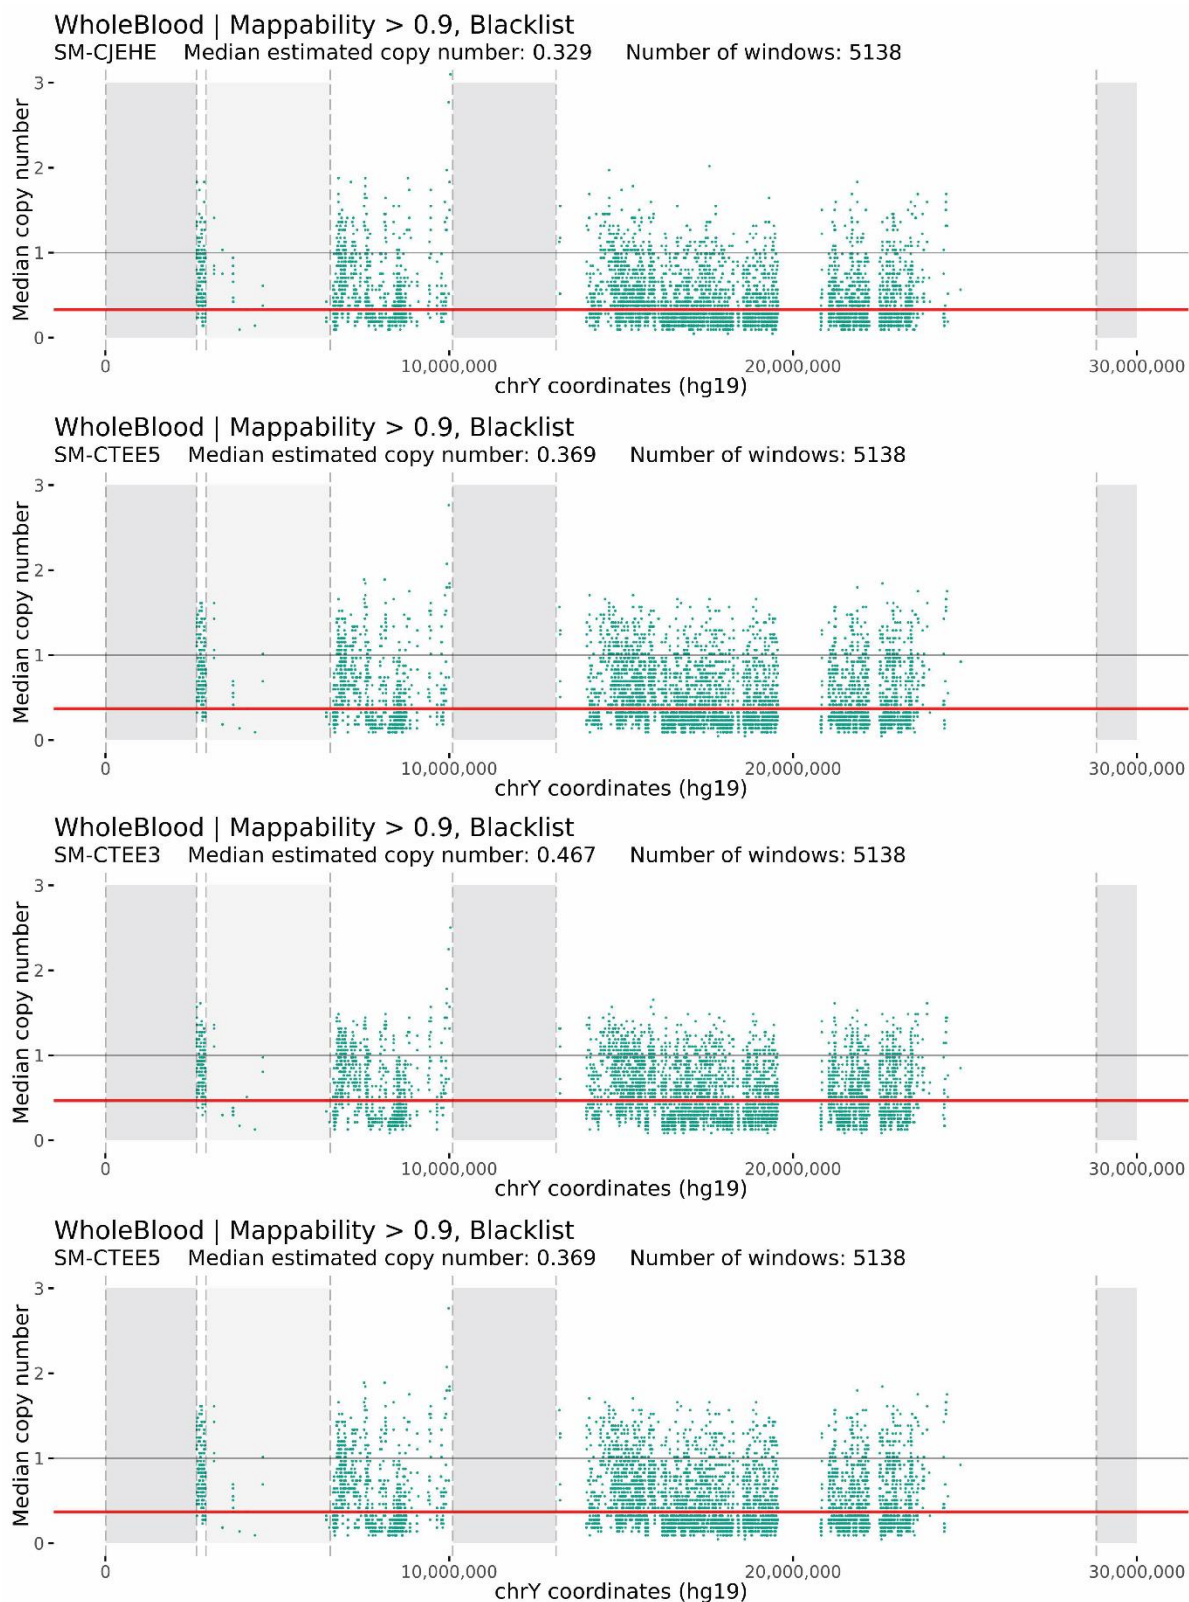 WholeBlood | Mappability > 0.9, Blacklist
SM-CJEHE Median estimated copy number: 0.329 Number of windows: 5138
Median copy number
3
2
1
0
0 10,000,000 20,000,000 30,000,000
chrY coordinates (hg19)
WholeBlood | Mappability > 0.9, Blacklist
SM-CTEE5 Median estimated copy number: 0.369 Number of windows: 5138
Median copy number
3
2
1
0
0 10,000,000 20,000,000 30,000,000
chrY coordinates (hg19)
WholeBlood | Mappability > 0.9, Blacklist
SM-CTEE3 Median estimated copy number: 0.467 Number of windows: 5138
Median copy number
3
2
1
0
0 10,000,000 20,000,000 30,000,000
chrY coordinates (hg19)
WholeBlood | Mappability > 0.9, Blacklist
SM-CTEE5 Median estimated copy number: 0.369 Number of windows: 5138
Median copy number
3
2
1
0
0 10,000,000 20,000,000 30,000,000
chrY coordinates (hg19)